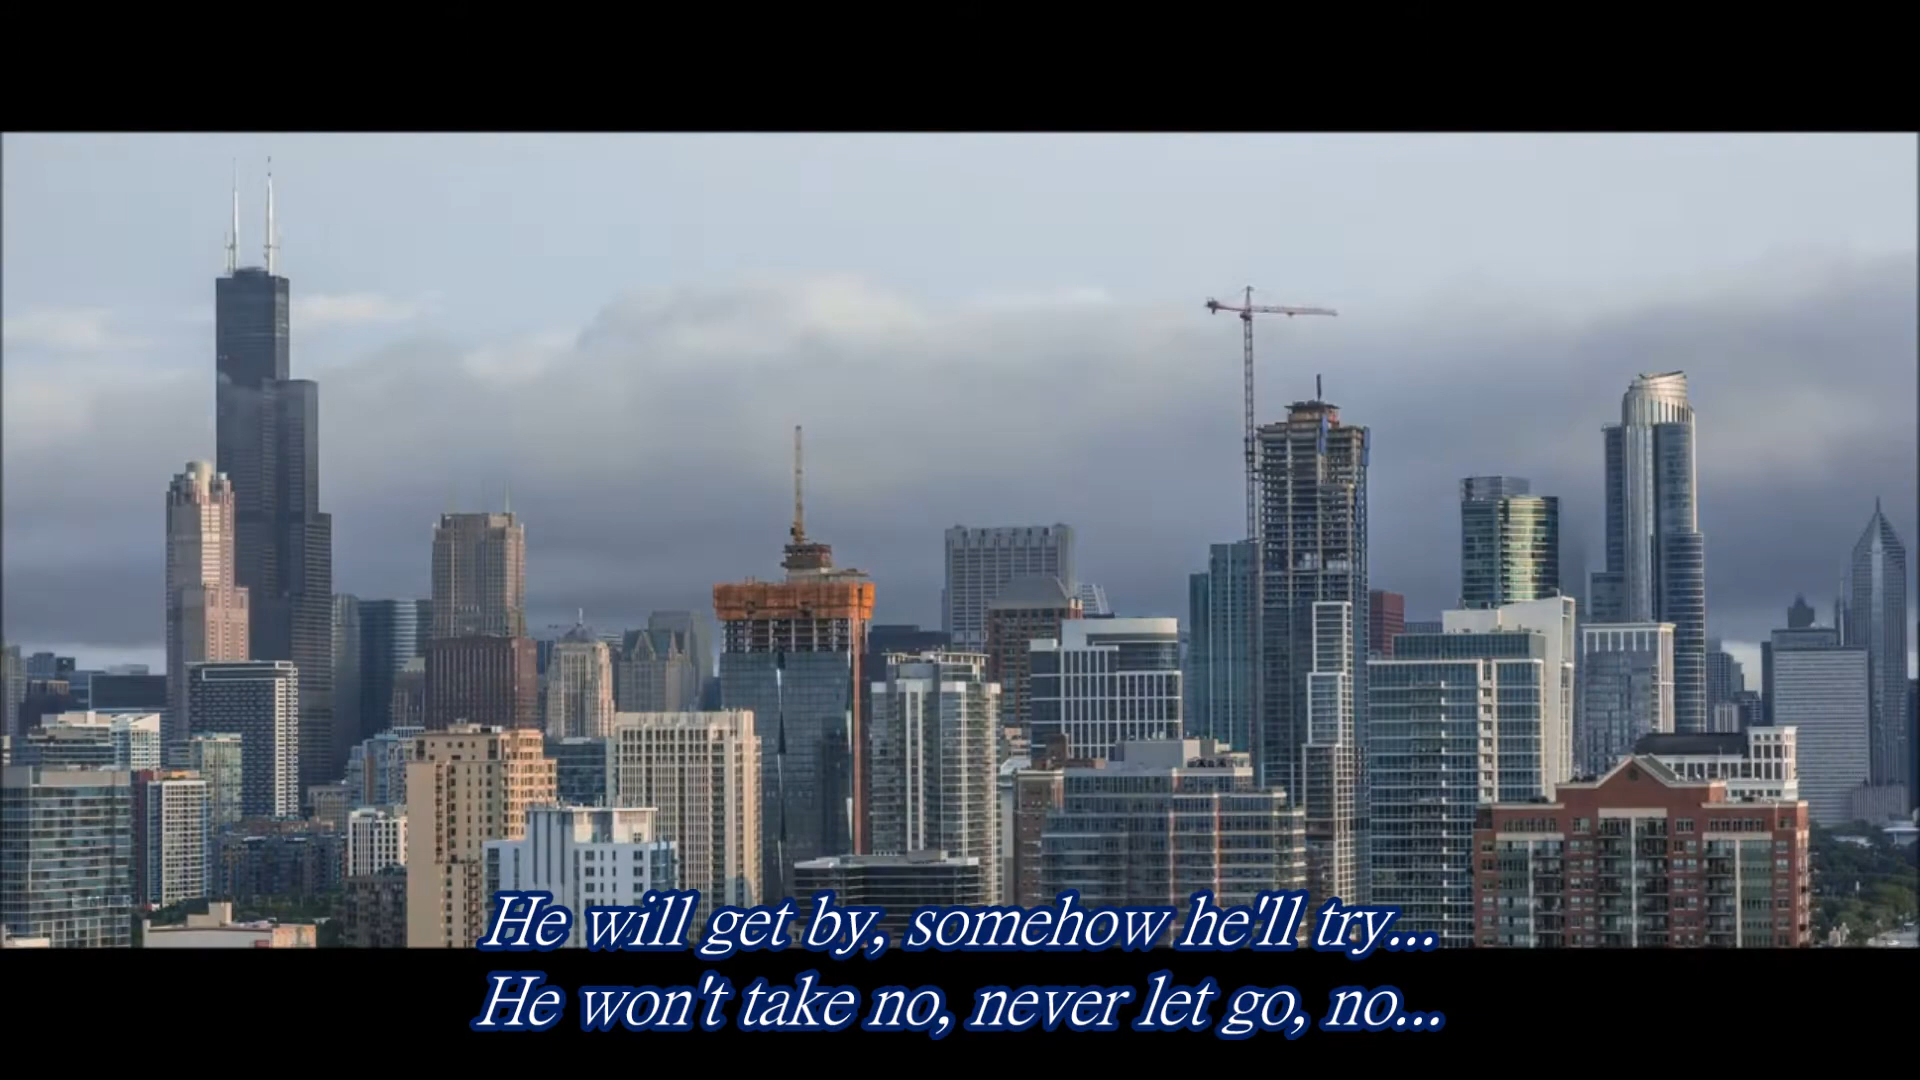 He will get by, somehow he'll try...
He won't take no, never let go, no...